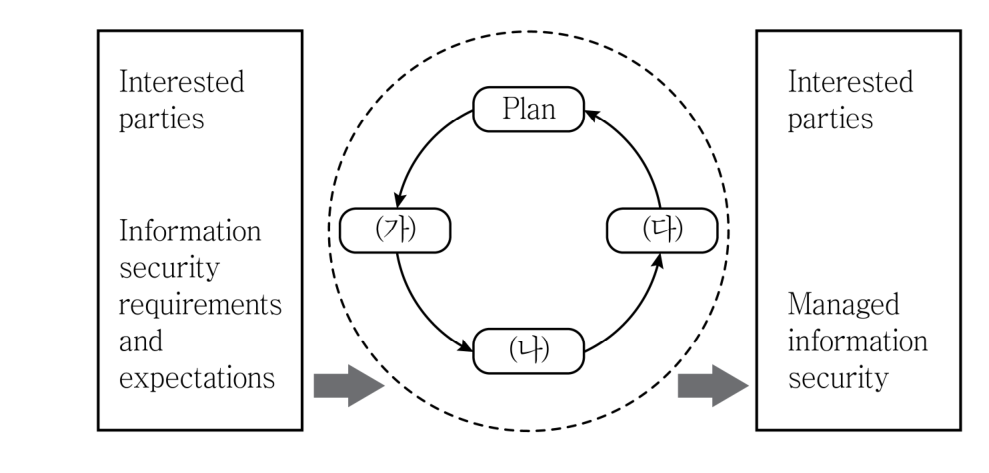 Interested
parties
Information
security
requirements
and
expectations
Plan
(가)
(다)
(나)
Interested
parties
Managed
information
security